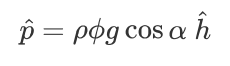 p̂ = ρϕg cos α ĥ